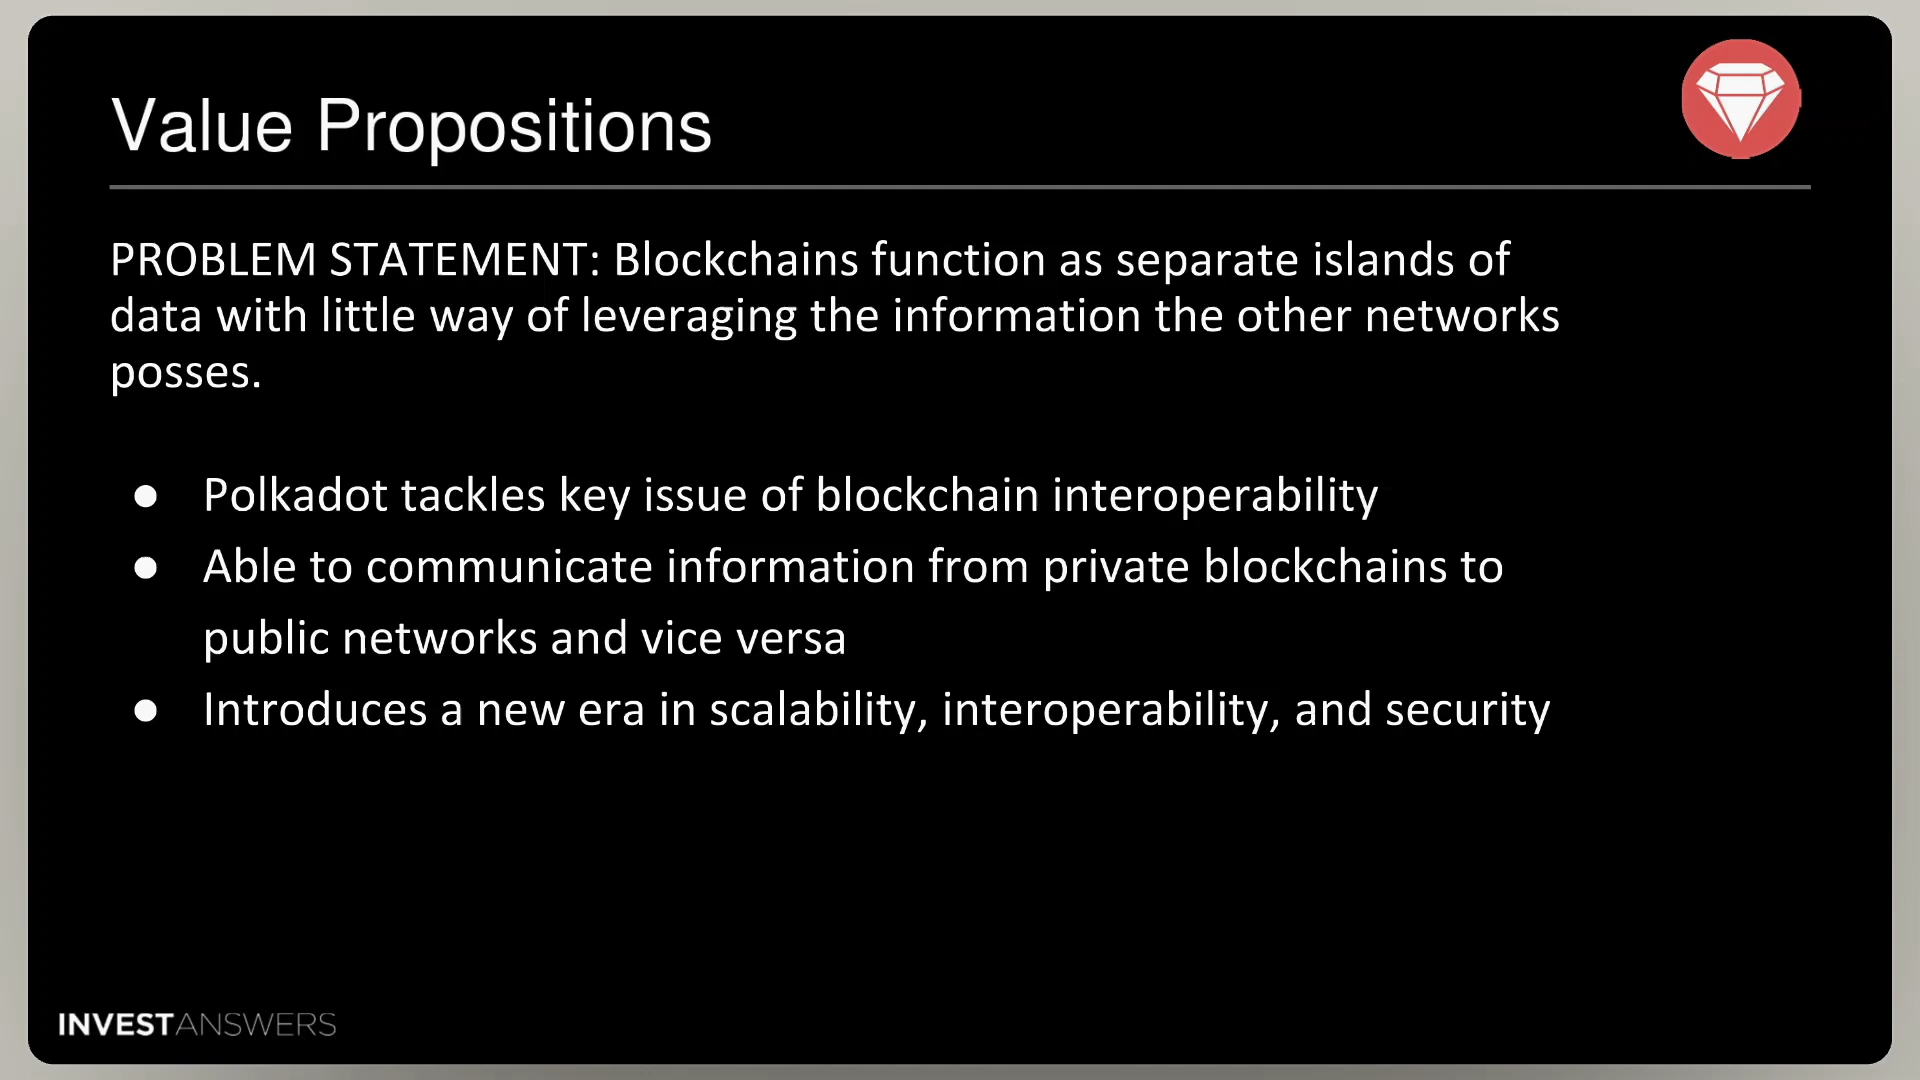 Value Propositions
PROBLEM STATEMENT: Blockchains function as separate islands of
data with little way of leveraging the information the other networks
posses.
● Polkadot tackles key issue of blockchain interoperability
● Able to communicate information from private blockchains to
public networks and vice versa
● Introduces a new era in scalability, interoperability, and security
INVESTANSWERS